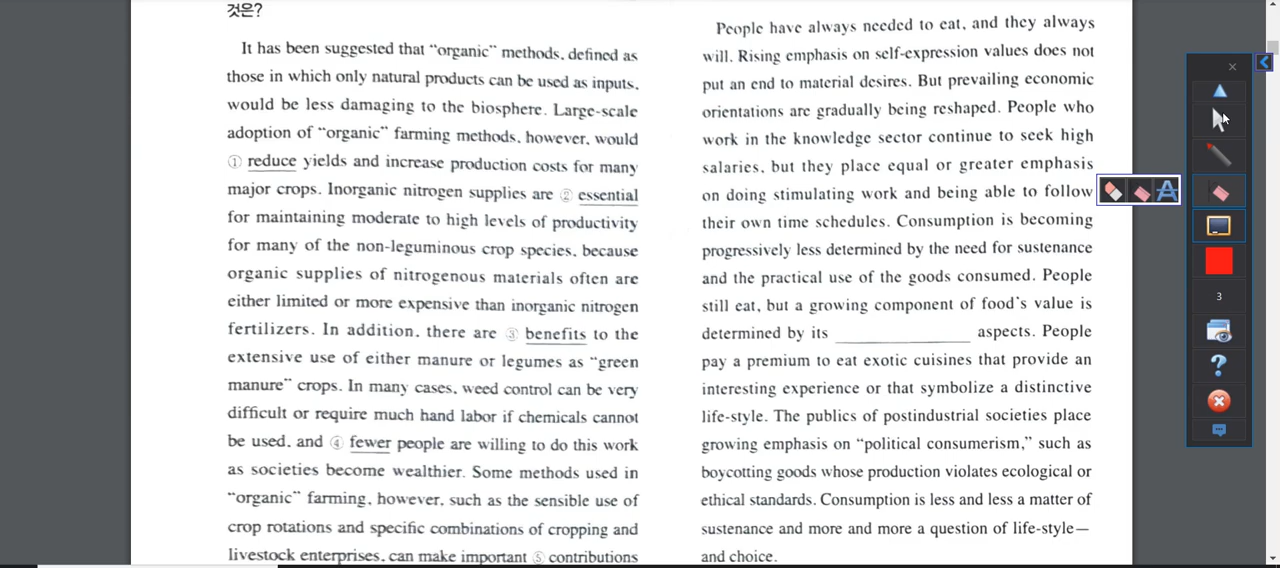 것은?
It has been suggested that "organic" methods, defined as
those in which only natural products can be used as inputs,
would be less damaging to the biosphere. Large-scale
adoption of "organic" farming methods, however, would
① reduce yields and increase production costs for many
major crops. Inorganic nitrogen supplies are ② essential
for maintaining moderate to high levels of productivity
for many of the non-leguminous crop species, because
organic supplies of nitrogenous materials often are
either limited or more expensive than inorganic nitrogen
fertilizers. In addition, there are ③ benefits to the
extensive use of either manure or legumes as "green
manure" crops. In many cases, weed control can be very
difficult or require much hand labor if chemicals cannot
be used, and ④ fewer people are willing to do this work
as societies become wealthier. Some methods used in
"organic" farming, however, such as the sensible use of
crop rotations and specific combinations of cropping and
livestock enterprises, can make important ⑤ contributions
People have always needed to eat, and they always
will. Rising emphasis on self-expression values does not
put an end to material desires. But prevailing economic
orientations are gradually being reshaped. People who
work in the knowledge sector continue to seek high
salaries, but they place equal or greater emphasis
on doing stimulating work and being able to follow
their own time schedules. Consumption is becoming
progressively less determined by the need for sustenance
and the practical use of the goods consumed. People
still eat, but a growing component of food's value is
determined by its ____________ aspects. People
pay a premium to eat exotic cuisines that provide an
interesting experience or that symbolize a distinctive
life-style. The publics of postindustrial societies place
growing emphasis on "political consumerism," such as
boycotting goods whose production violates ecological or
ethical standards. Consumption is less and less a matter of
sustenance and more and more a question of life-style—
and choice.
3